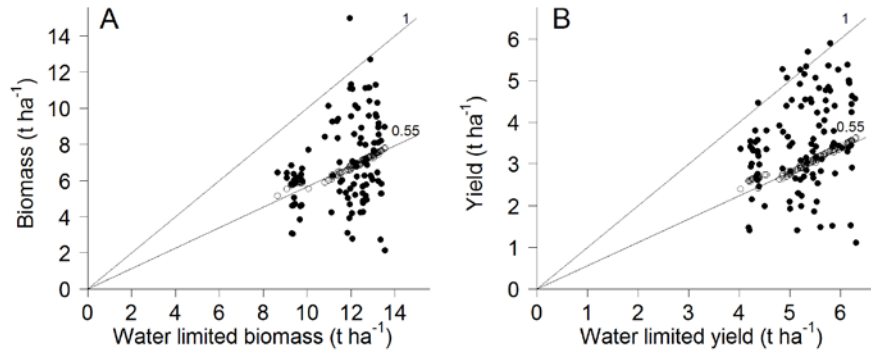 A
1
0.55
14
12
10
8
6
4
2
0
Biomass (t ha⁻¹)
0 2 4 6 8 10 12 14
Water limited biomass (t ha⁻¹)
B
1
0.55
6
5
4
3
2
1
0
Yield (t ha⁻¹)
0 1 2 3 4 5 6
Water limited yield (t ha⁻¹)